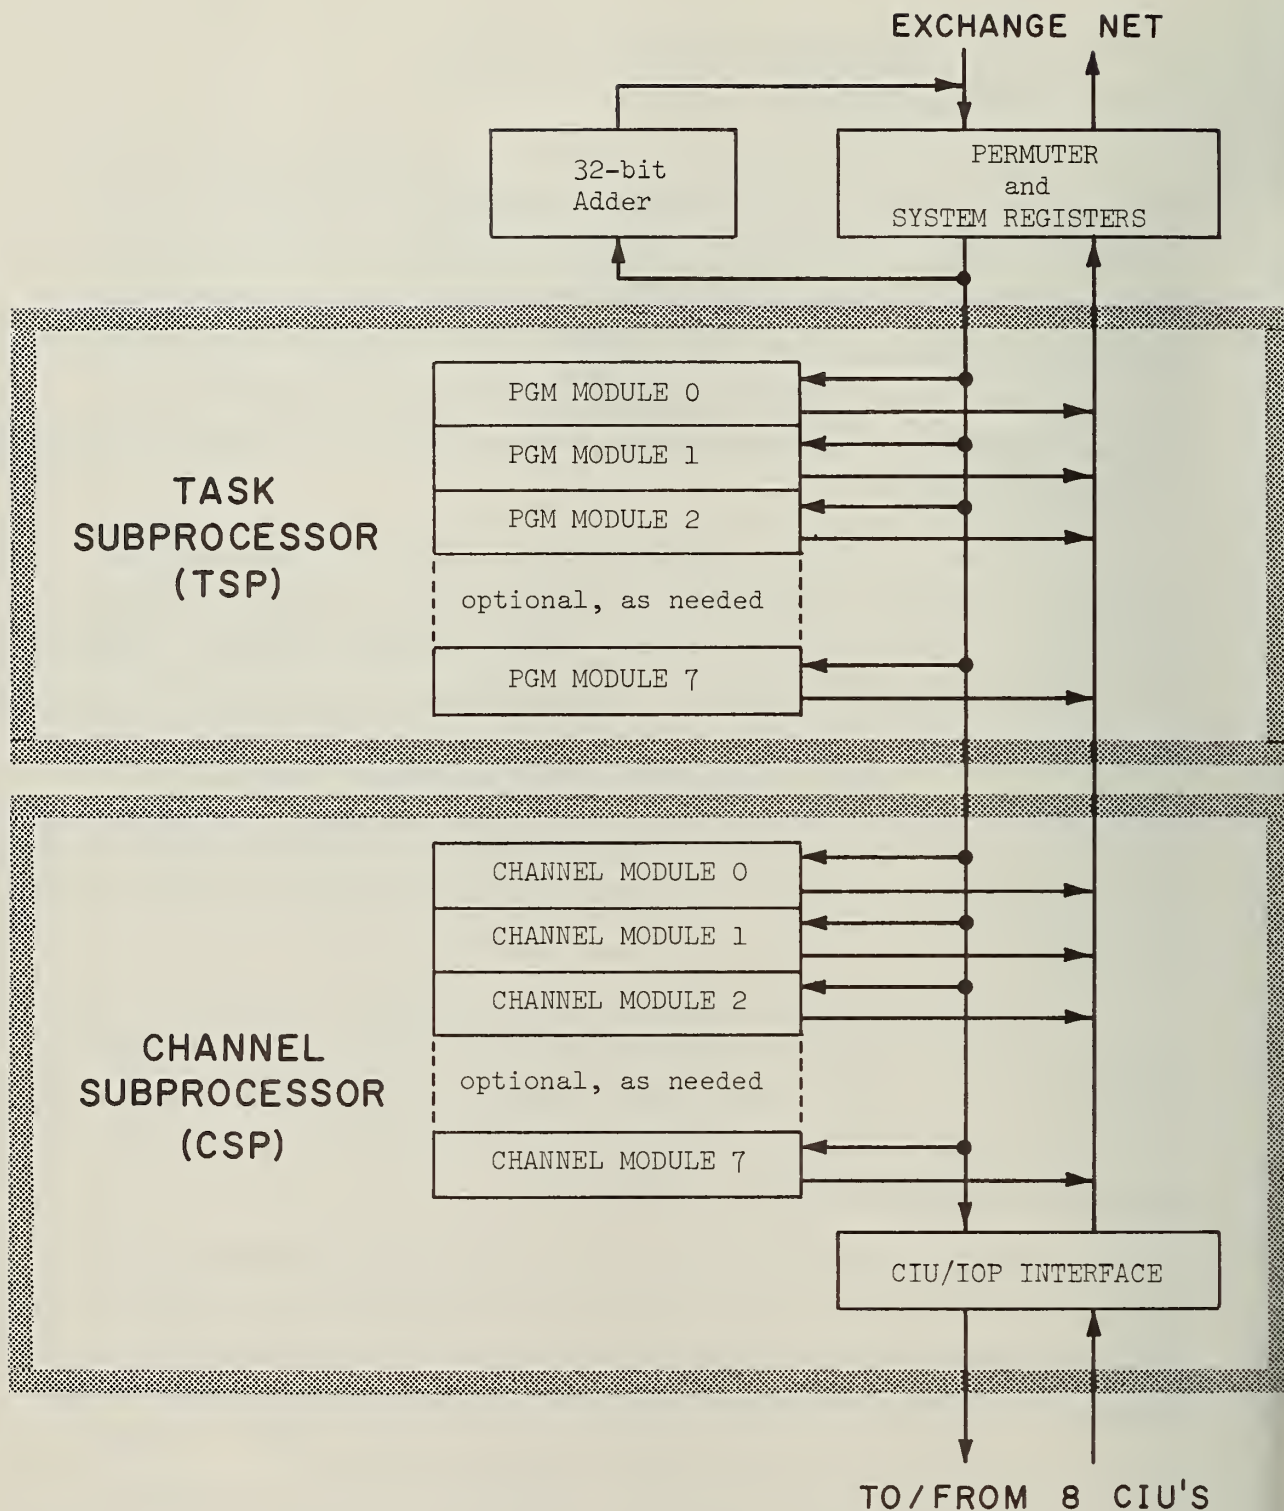 EXCHANGE NET
32-bit
Adder
PERMUTER
and
SYSTEM REGISTERS
TASK
SUBPROCESSOR
(TSP)
PGM MODULE 0
PGM MODULE 1
PGM MODULE 2
optional, as needed
PGM MODULE 7
CHANNEL
SUBPROCESSOR
(CSP)
CHANNEL MODULE 0
CHANNEL MODULE 1
CHANNEL MODULE 2
optional, as needed
CHANNEL MODULE 7
CIU/IOP INTERFACE
TO/FROM 8 CIU'S